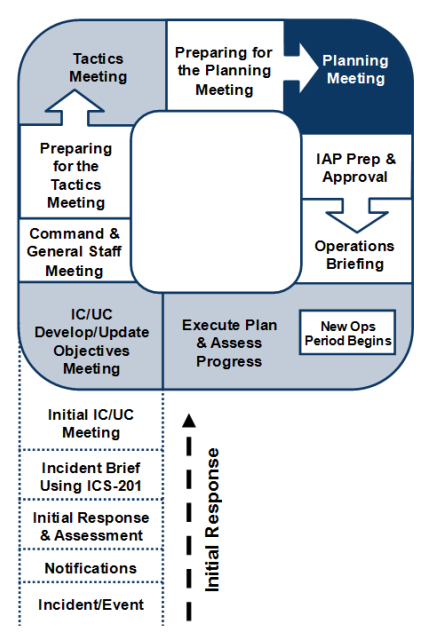 Tactics
Meeting
Preparing for
the Planning
Meeting
Planning
Meeting
Preparing
for the
Tactics
Meeting
IAP Prep &
Approval
Command &
General Staff
Meeting
Operations
Briefing
IC/UC
Develop/Update
Objectives
Meeting
Execute Plan
& Assess
Progress
New Ops
Period Begins
Initial IC/UC
Meeting
Incident Brief
Using ICS-201
Initial Response
& Assessment
Notifications
Incident/Event
Initial Response